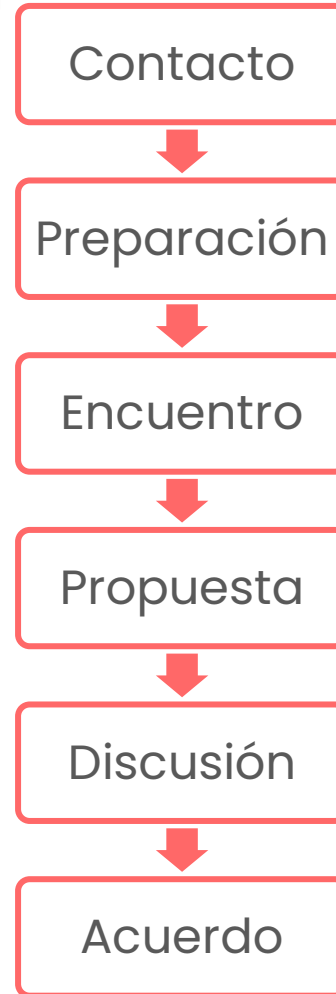 Contacto
Preparación
Encuentro
Propuesta
Discusión
Acuerdo